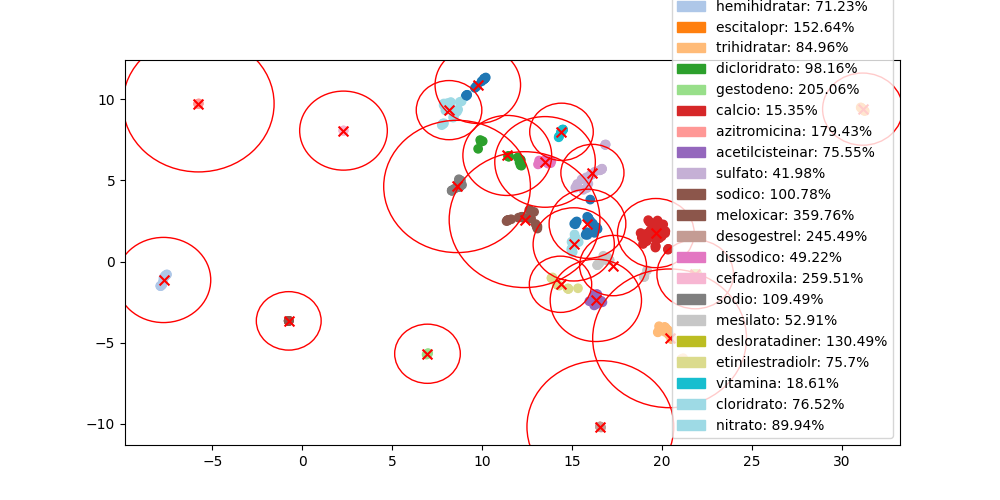 hemihidratar: 71.23%
escitalopr: 152.64%
trihidratar: 84.96%
dicloridrato: 98.16%
gestodeno: 205.06%
calcio: 15.35%
azitromicina: 179.43%
acetilcisteinar: 75.55%
sulfato: 41.98%
sodico: 100.78%
meloxicar: 359.76%
desogestrel: 245.49%
dissodico: 49.22%
cefadroxila: 259.51%
sodio: 109.49%
mesilato: 52.91%
desloratadiner: 130.49%
etinilestradiolr: 75.7%
vitamina: 18.61%
cloridrato: 76.52%
nitrato: 89.94%
10
5
0
−5
−10
−5 0 5 10 15 20 25 30